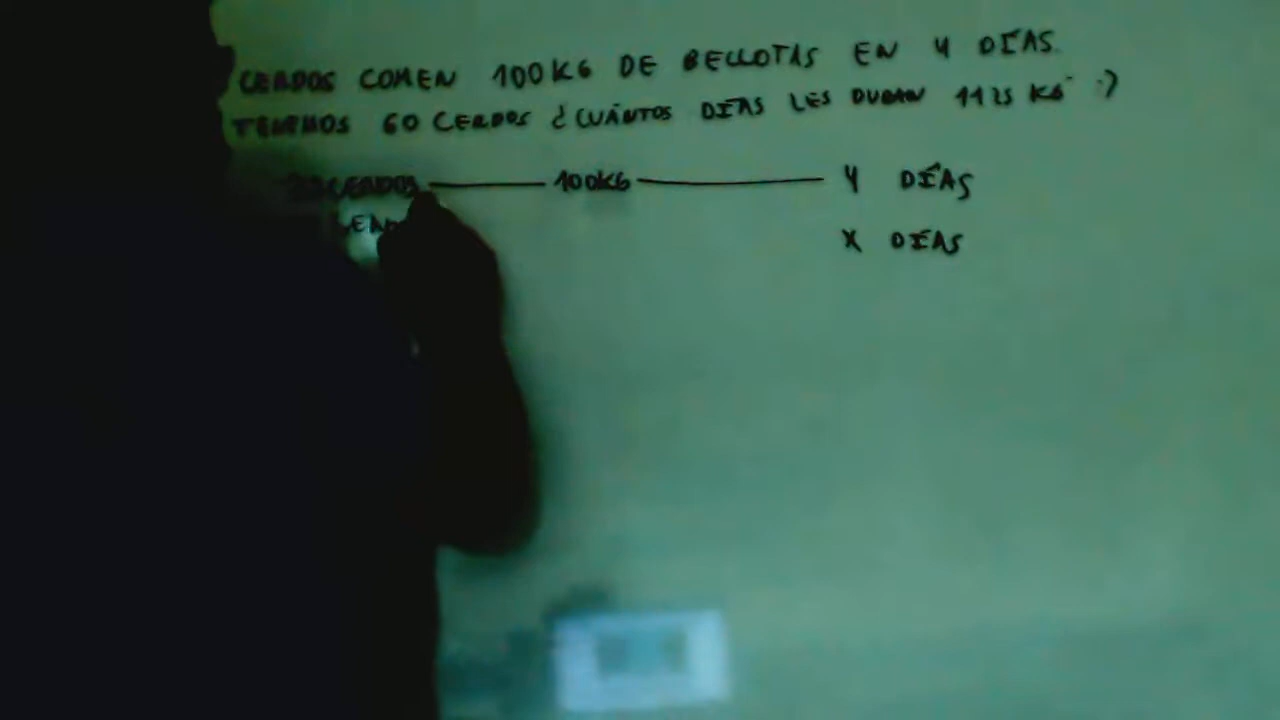 CERDOS COMEN 100KG DE BELLOTAS EN 4 DÍAS.
TENEMOS 60 CERDOS ¿CUÁNTOS DÍAS LES DURAN 1125 KG ?
CERDOS 100KG 4 DÍAS
X DÍAS